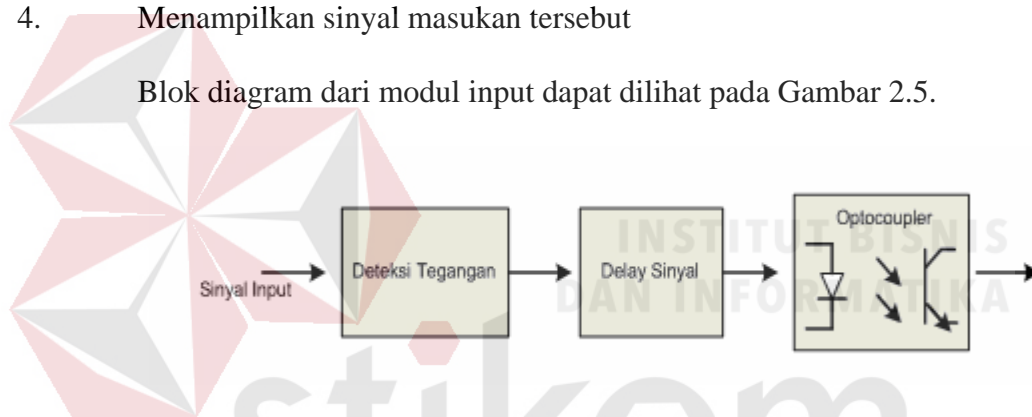 4. Menampilkan sinyal masukan tersebut
Blok diagram dari modul input dapat dilihat pada Gambar 2.5.
Sinyal Input
Deteksi Tegangan
Delay Sinyal
Optocoupler
INSTITUT BISNIS
DAN INFORMATIKA
stikom